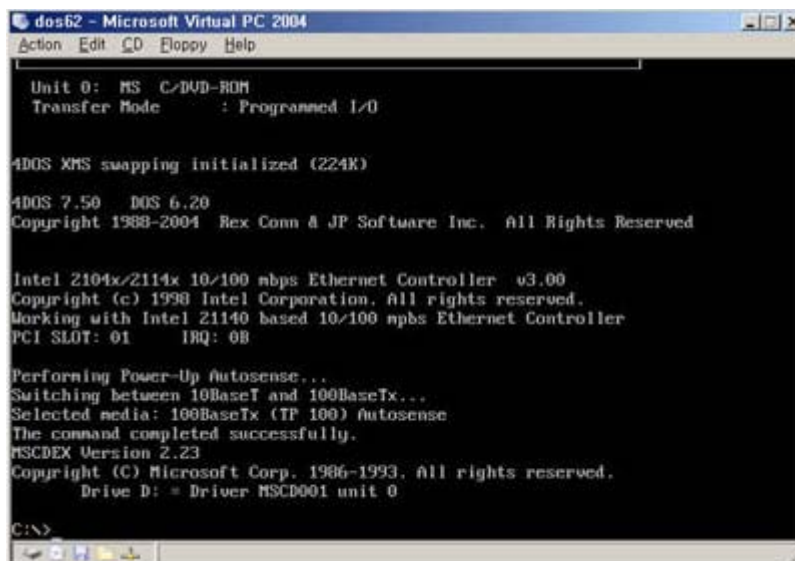 dos62 - Microsoft Virtual PC 2004
Action Edit CD Floppy Help
Unit 0: MS C/DVD-ROM
Transfer Mode : Programmed I/O
4DOS XMS swapping initialized (224K)
4DOS 7.50 DOS 6.20
Copyright 1988-2004 Rex Conn & JP Software Inc. All Rights Reserved
Intel 2104x/2114x 10/100 mbps Ethernet Controller v3.00
Copyright (c) 1998 Intel Corporation. All rights reserved.
Working with Intel 21140 based 10/100 mpbs Ethernet Controller
PCI SLOT: 01 IRQ: 0B
Performing Power-Up Autosense...
Switching between 10BaseT and 100BaseTx...
Selected media: 100BaseTx (TP 100) Autosense
The command completed successfully.
MSCDEX Version 2.23
Copyright (C) Microsoft Corp. 1986-1993. All rights reserved.
Drive D: = Driver MSCD001 unit 0
C:\>_